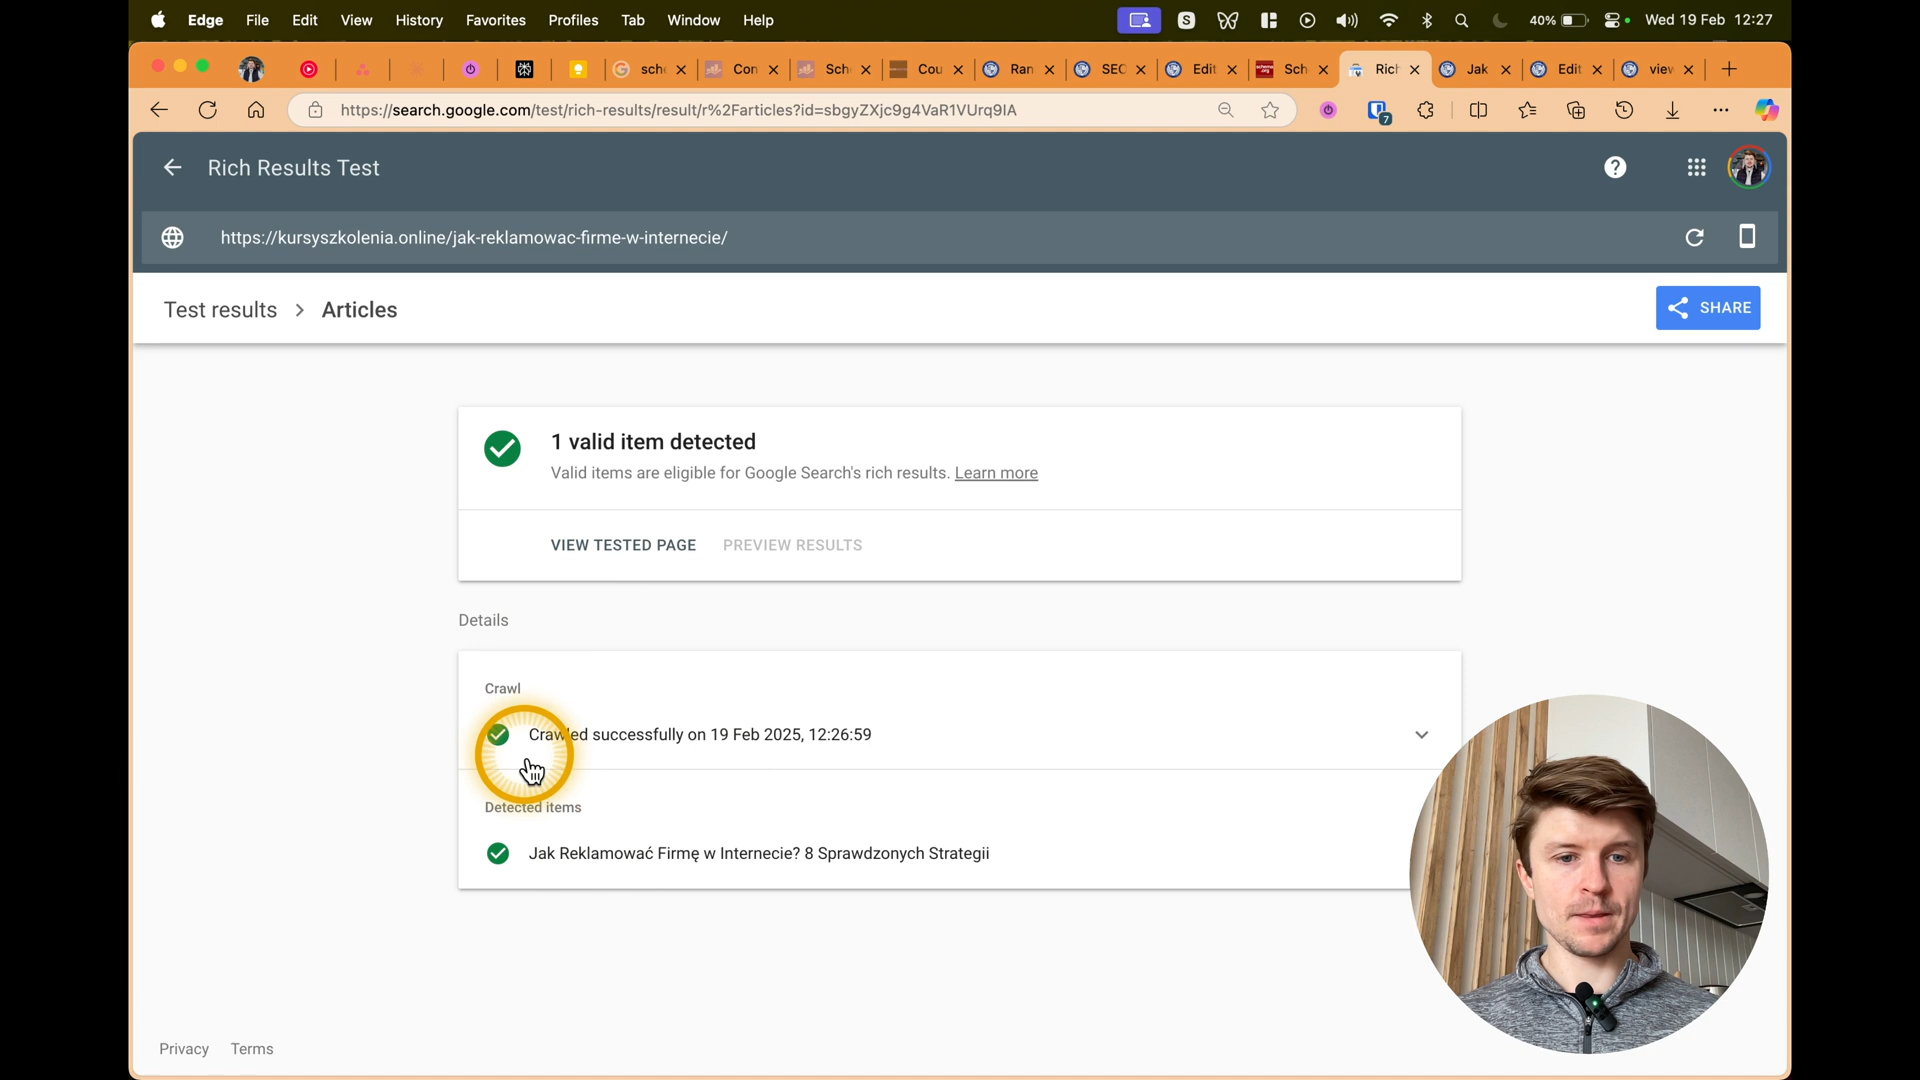 Edge File Edit View History Favorites Profiles Tab Window Help 40% Wed 19 Feb 12:27
sch Con Sch Cou Ran SEC Edit Sch Rich Jak Edit view
https://search.google.com/test/rich-results/result/r%2Farticles?id=sbgyZXjc9g4VaR1VUrq9IA
7
Rich Results Test
https://kursyszkolenia.online/jak-reklamowac-firme-w-internecie/
Test results > Articles
SHARE
1 valid item detected
Valid items are eligible for Google Search's rich results. Learn more
VIEW TESTED PAGE PREVIEW RESULTS
Details
Crawl
Crawled successfully on 19 Feb 2025, 12:26:59
Detected items
Jak Reklamować Firmę w Internecie? 8 Sprawdzonych Strategii
Privacy Terms